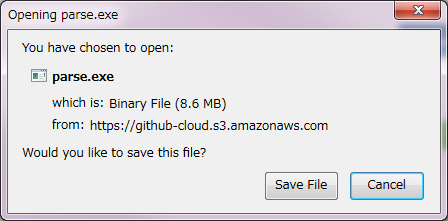 Opening parse.exe
You have chosen to open:
parse.exe
which is: Binary File (8.6 MB)
from: https://github-cloud.s3.amazonaws.com
Would you like to save this file?
Save File Cancel